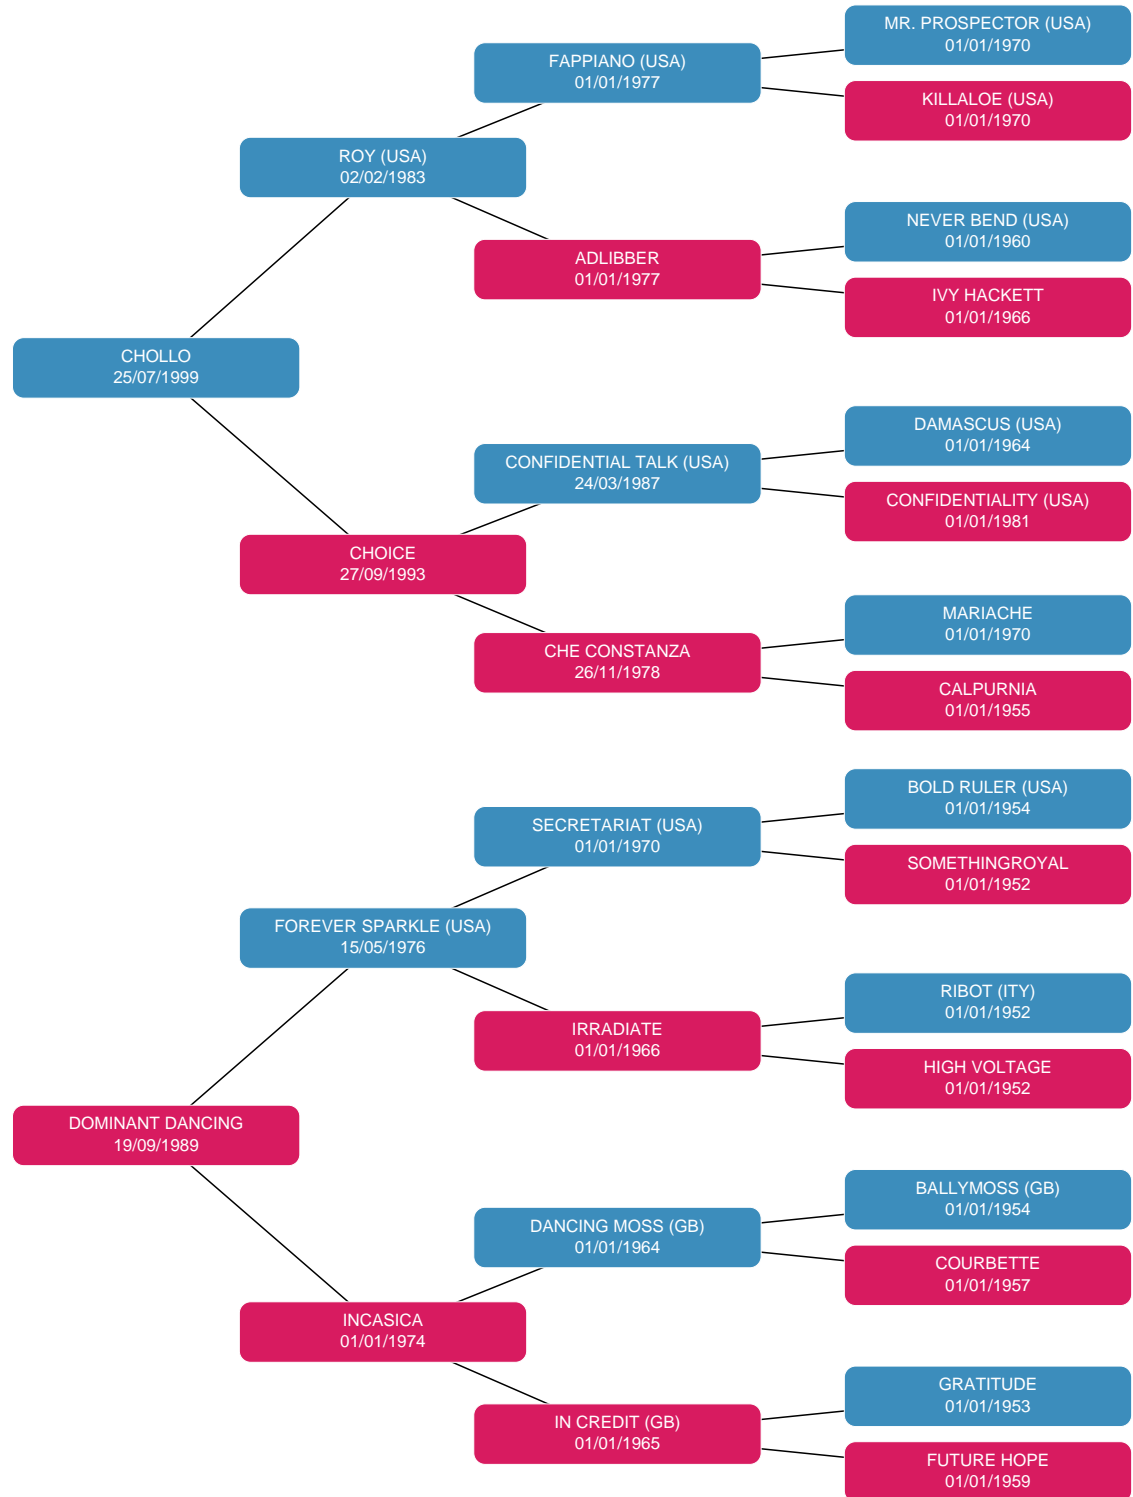 MR. PROSPECTOR (USA)
01/01/1970
FAPPIANO (USA)
01/01/1977
KILLALOE (USA)
01/01/1970
ROY (USA)
02/02/1983
NEVER BEND (USA)
01/01/1960
ADLIBBER
01/01/1977
IVY HACKETT
01/01/1966
CHOLLO
25/07/1999
DAMASCUS (USA)
01/01/1964
CONFIDENTIAL TALK (USA)
24/03/1987
CONFIDENTIALITY (USA)
01/01/1981
CHOICE
27/09/1993
MARIACHE
01/01/1970
CHE CONSTANZA
26/11/1978
CALPURNIA
01/01/1955
BOLD RULER (USA)
01/01/1954
SECRETARIAT (USA)
01/01/1970
SOMETHINGROYAL
01/01/1952
FOREVER SPARKLE (USA)
15/05/1976
RIBOT (ITY)
01/01/1952
IRRADIATE
01/01/1966
HIGH VOLTAGE
01/01/1952
DOMINANT DANCING
19/09/1989
BALLYMOSS (GB)
01/01/1954
DANCING MOSS (GB)
01/01/1964
COURBETTE
01/01/1957
INCASICA
01/01/1974
GRATITUDE
01/01/1953
IN CREDIT (GB)
01/01/1965
FUTURE HOPE
01/01/1959